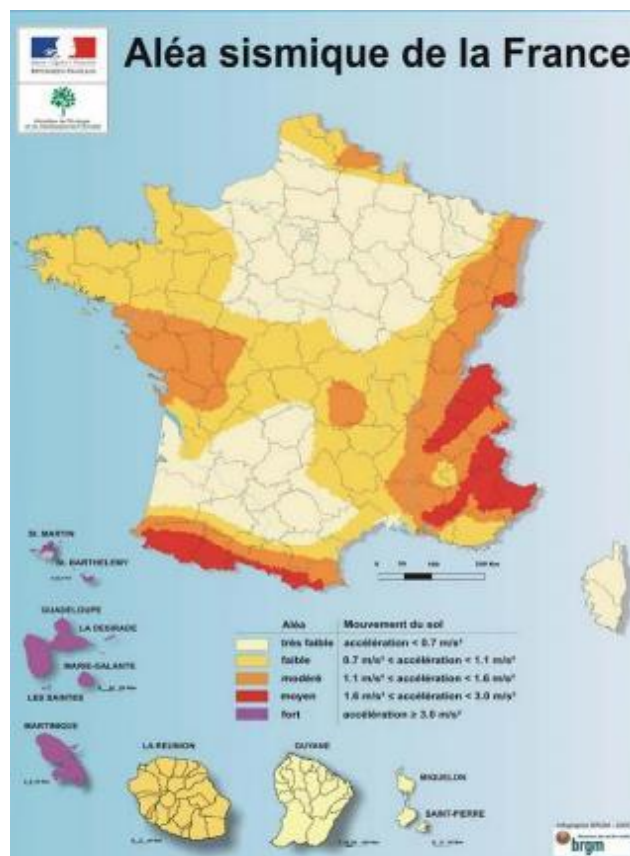 Aléa sismique de la France
RÉPUBLIQUE FRANÇAISE
St. MARTIN
St. BARTHELEMY
GUADELOUPE
LA DESIRADE
MARIE-GALANTE
LES SAINTES
MARTINIQUE
Aléa Mouvement du sol
très faible accélération < 0.7 m/s²
faible 0.7 m/s² ≤ accélération < 1.1 m/s²
modéré 1.1 m/s² ≤ accélération < 1.6 m/s²
moyen 1.6 m/s² ≤ accélération < 3.0 m/s²
fort accélération ≥ 3.0 m/s²
LA REUNION
GUYANE
MIQUELON
SAINT-PIERRE
brgm